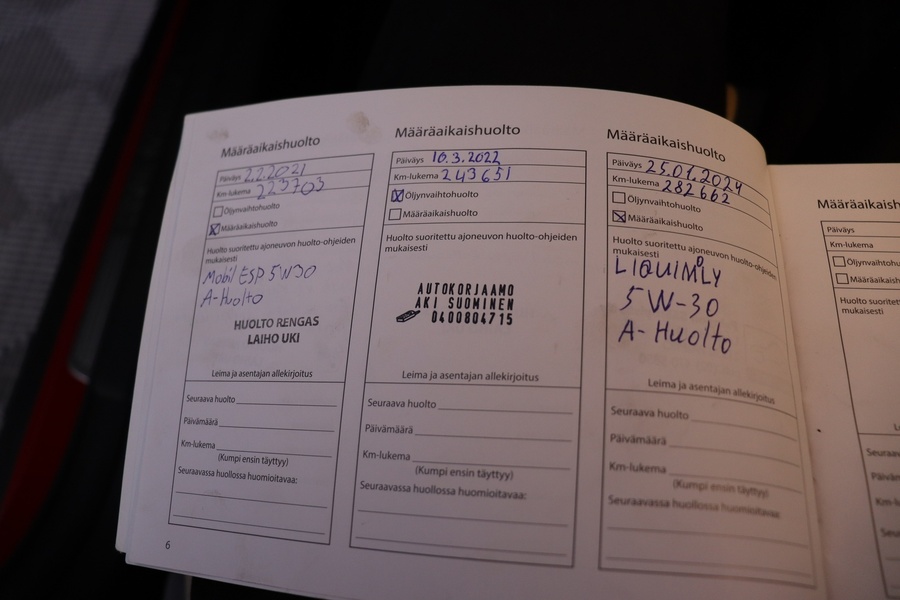 Määräaikaishuolto
Päiväys 2.2.2021
Km-lukema 223703
Öljynvaihtohuolto
Määräaikaishuolto
Huolto suoritettu ajoneuvon huolto-ohjeiden
mukaisesti
Mobil ESP 5W30
A-Huolto
HUOLTO RENGAS
LAIHO UKI
Leima ja asentajan allekirjoitus
Seuraava huolto
Päivämäärä
Km-lukema
(Kumpi ensin täyttyy)
Seuraavassa huollossa huomioitavaa:
6
Määräaikaishuolto
Päiväys 10.3.2022
Km-lukema 243651
Öljynvaihtohuolto
Määräaikaishuolto
Huolto suoritettu ajoneuvon huolto-ohjeiden
mukaisesti
AUTOKORJAAMO
AKI SUOMINEN
0400804715
Leima ja asentajan allekirjoitus
Seuraava huolto
Päivämäärä
Km-lukema
(Kumpi ensin täyttyy)
Seuraavassa huollossa huomioitavaa:
Määräaikaishuolto
Päiväys 25.01.2024
Km-lukema 282662
Öljynvaihtohuolto
Määräaikaishuolto
Huolto suoritettu ajoneuvon huolto-ohjeiden
mukaisesti
LIQUIMLY
5W-30
A-Huolto
Leima ja asentajan allekirjoitus
Seuraava huolto
Päivämäärä
Km-lukema
(Kumpi ensin täyttyy)
Seuraavassa huollossa huomioitavaa:
Määräaikaish
Päiväys
Km-lukema
Öljynvaihtohu
Määräaikaish
Huolto suoritet
mukaisesti